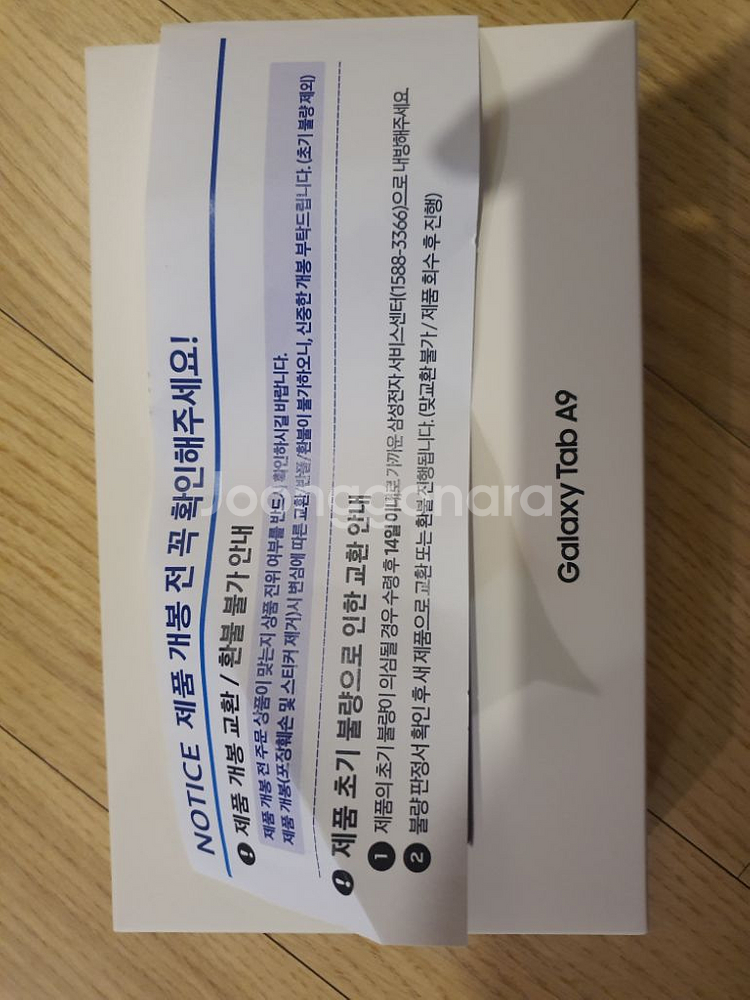 NOTICE 제품 개봉 전 꼭 확인해주세요!
! 제품 개봉 교환 / 환불 불가 안내
제품 개봉 전 주문 상품이 맞는지 상품 진위 여부를 반드시 확인하시길 바랍니다.
제품 개봉(포장훼손 및 스티커 제거)시 변심에 따른 교환/반품/환불이 불가하오니, 신중한 개봉 부탁드립니다. (초기 불량 제외)
! 제품 초기 불량으로 인한 교환 안내
1 제품의 초기 불량이 의심될 경우 수령 후 14일 이내로 가까운 삼성전자 서비스센터(1588-3366)으로 내방해주세요
2 불량 판정서 확인 후 새 제품으로 교환 또는 환불 진행됩니다. (맞교환 불가 / 제품 회수 후 진행)
Galaxy Tab A9
Joonggonara